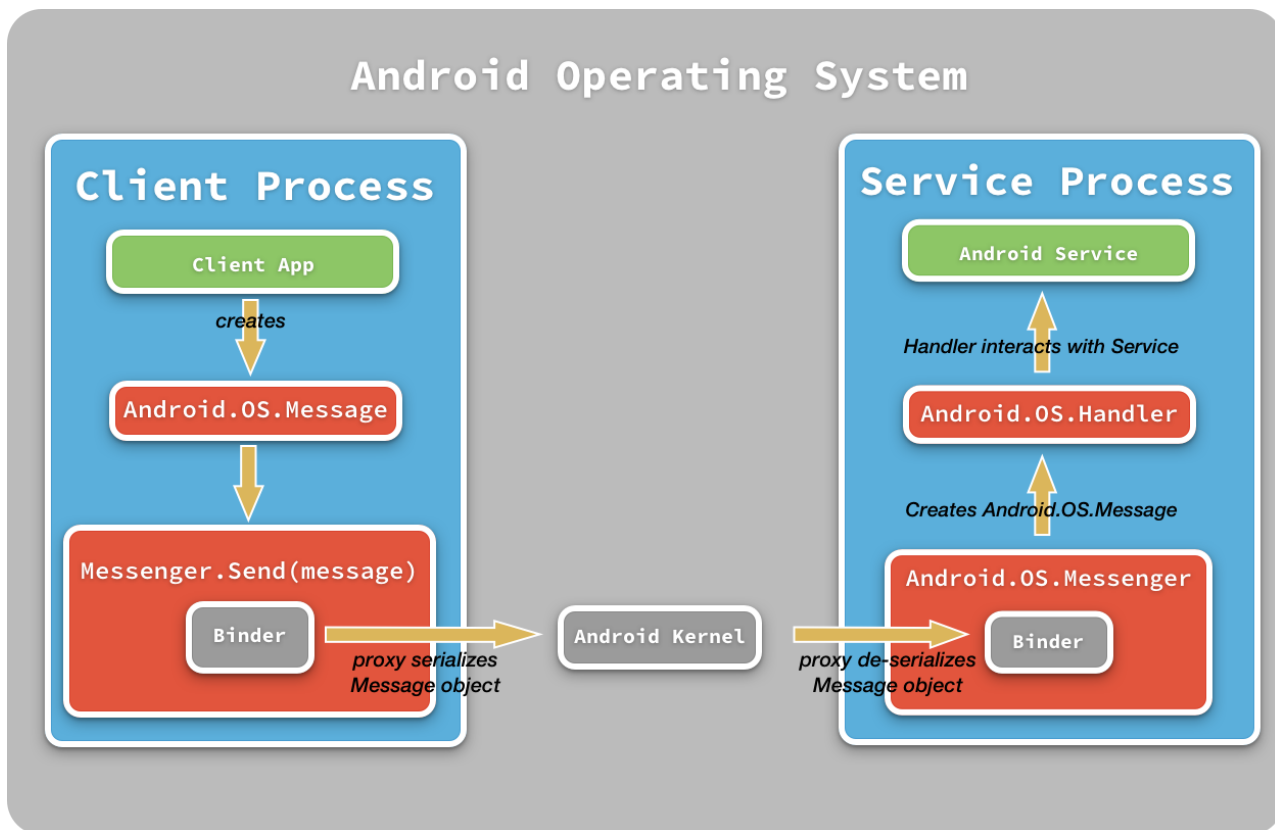 Android Operating System
Client Process
Client App
creates
Android.OS.Message
Messenger.Send(message)
Binder
proxy serializes
Message object
Android Kernel
proxy de-serializes
Message object
Service Process
Android Service
Handler interacts with Service
Android.OS.Handler
Creates Android.OS.Message
Android.OS.Messenger
Binder